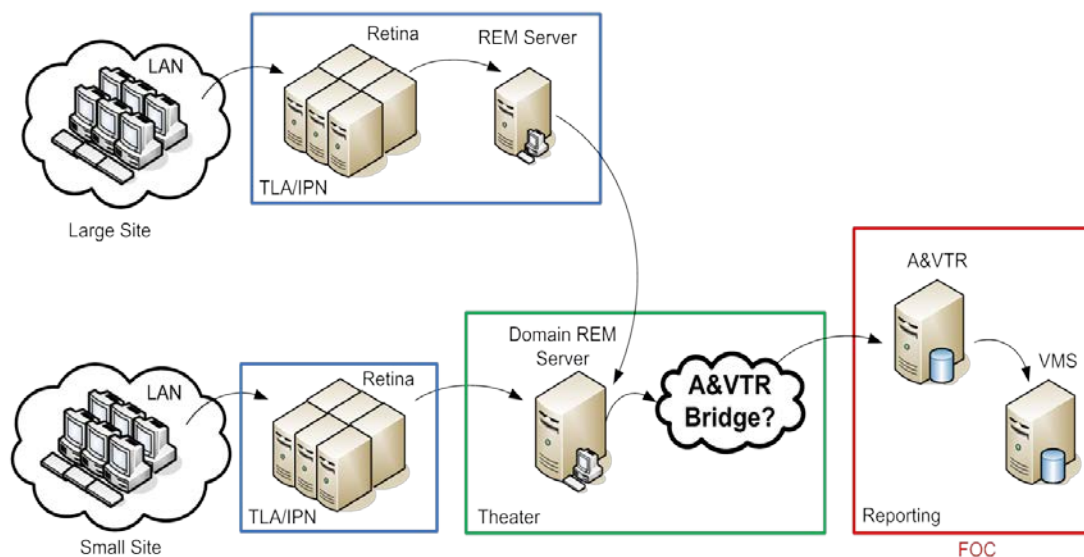 Retina
REM Server
LAN
TLA/IPN
Large Site
A&VTR
Domain REM
Server
VMS
Retina
LAN
A&VTR
Bridge?
TLA/IPN
Theater
Reporting
Small Site
FOC